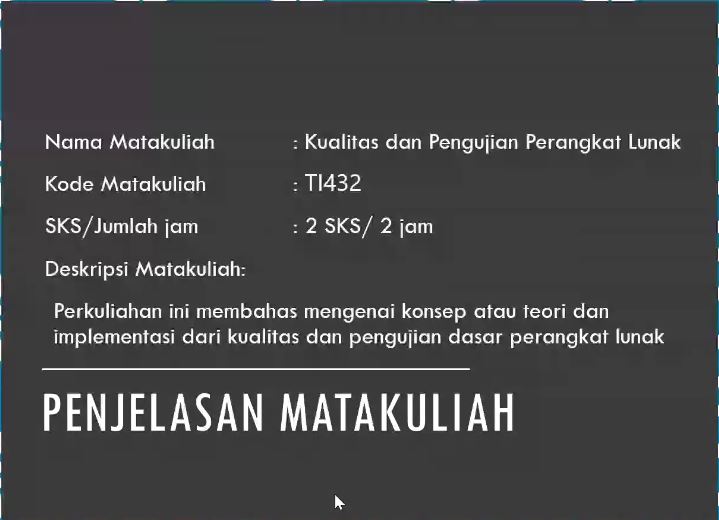 Nama Matakuliah : Kualitas dan Pengujian Perangkat Lunak
Kode Matakuliah : TI432
SKS/Jumlah jam : 2 SKS/ 2 jam
Deskripsi Matakuliah:
Perkuliahan ini membahas mengenai konsep atau teori dan
implementasi dari kualitas dan pengujian dasar perangkat lunak
PENJELASAN MATAKULIAH